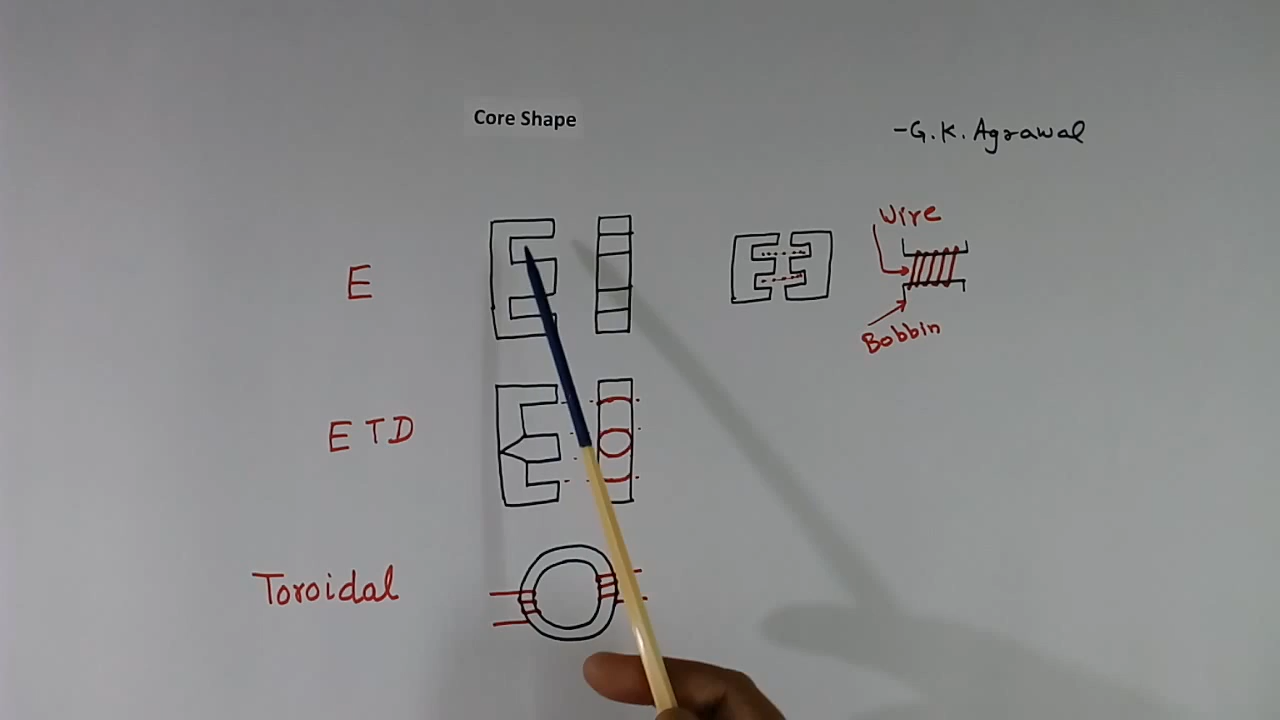 Core Shape
-G.K. Agrawal
E
Wire
Bobbin
ETD
Toroidal